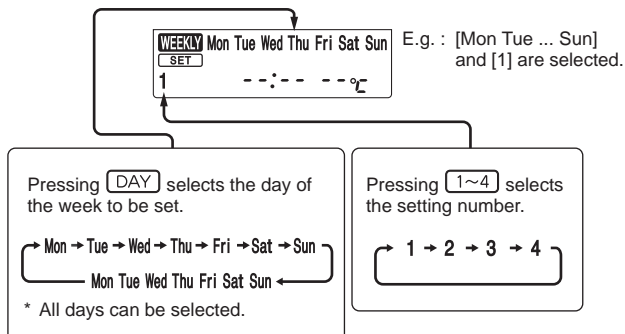 WEEKLY Mon Tue Wed Thu Fri Sat Sun
SET
1 --:-- --°C
E.g. : [Mon Tue ... Sun]
and [1] are selected.
Pressing DAY selects the day of
the week to be set.
Mon → Tue → Wed → Thu → Fri → Sat → Sun
Mon Tue Wed Thu Fri Sat Sun
* All days can be selected.
Pressing 1~4 selects
the setting number.
1 → 2 → 3 → 4